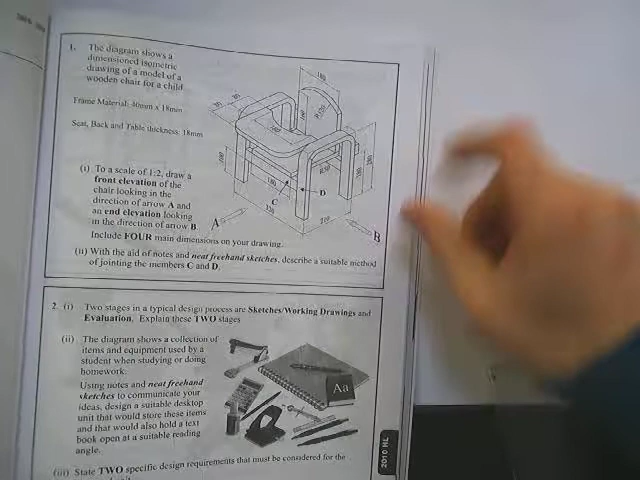 1. The diagram shows a
dimensioned isometric
drawing of a model of a
wooden chair for a child
Frame Material: 40mm x 18mm
Seat, Back and Table thickness: 18mm
(i) To a scale of 1:2, draw a
front elevation of the
chair looking in the
direction of arrow A and
an end elevation looking
in the direction of arrow B.
Include FOUR main dimensions on your drawing.
(ii) With the aid of notes and neat freehand sketches, describe a suitable method
of jointing the members C and D.
180
C
D
A
B
2. (i) Two stages in a typical design process are Sketches/Working Drawings and
Evaluation. Explain these TWO stages
(ii) The diagram shows a collection of
items and equipment used by a
student when studying or doing
homework.
Using notes and neat freehand
sketches to communicate your
ideas, design a suitable desktop
unit that would store these items
and that would also hold a text
book open at a suitable reading
angle.
Aa
2010 HL
(iii) State TWO specific design requirements that must be considered for the